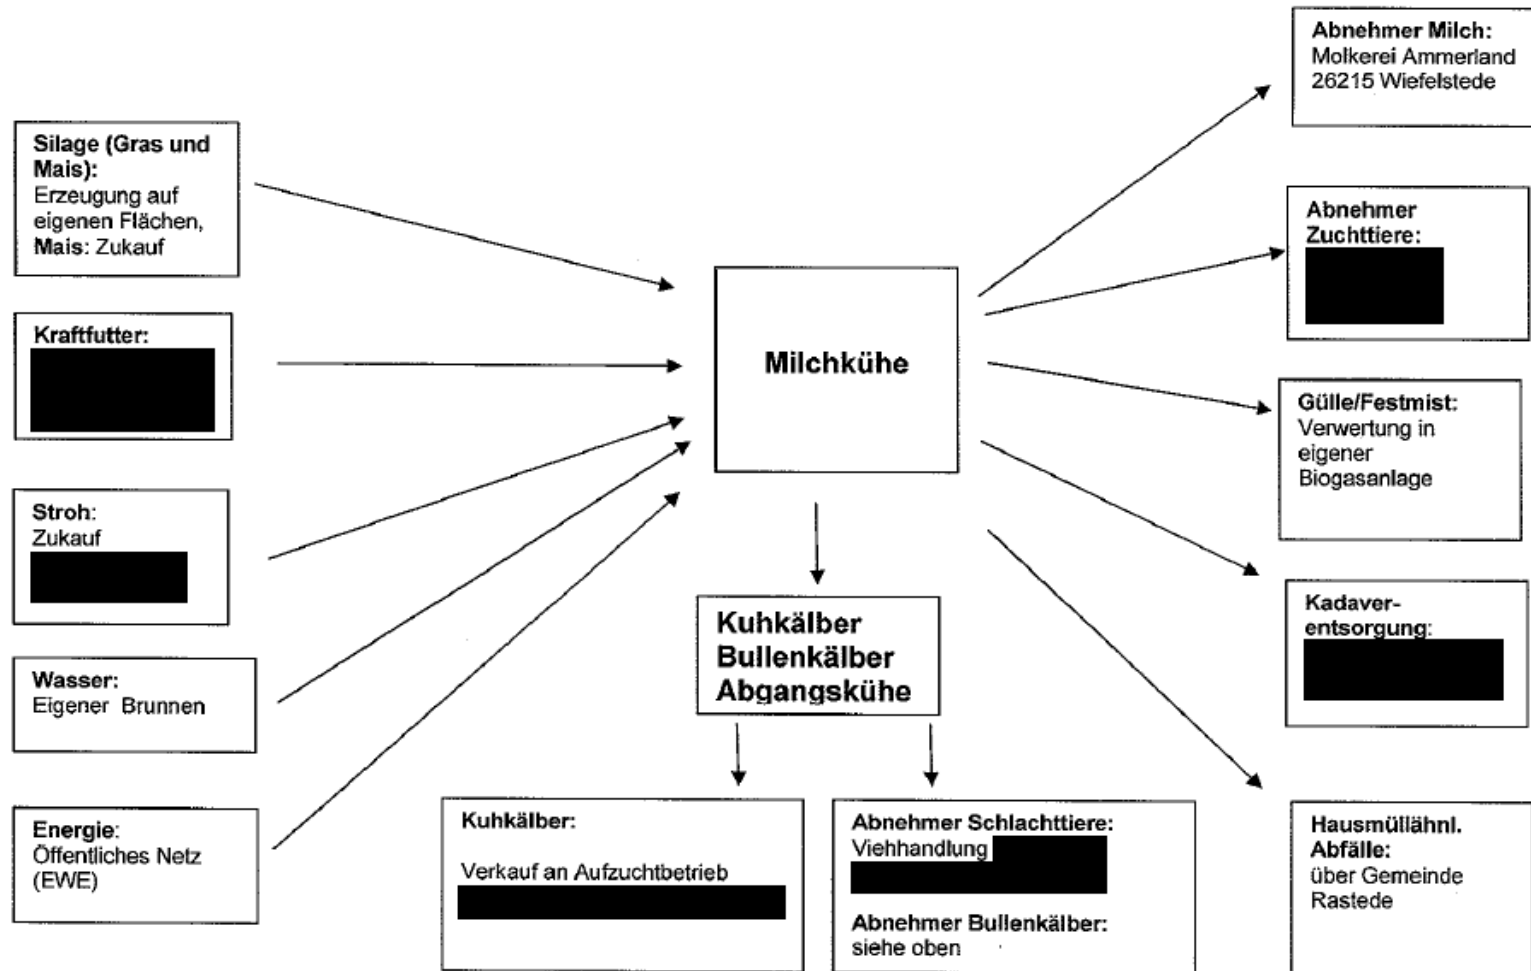 Silage (Gras und
Mais):
Erzeugung auf
eigenen Flächen,
Mais: Zukauf
Kraftfutter:
Stroh:
Zukauf
Wasser:
Eigener Brunnen
Energie:
Öffentliches Netz
(EWE)
Milchkühe
Kuhkälber
Bullenkälber
Abgangskühe
Kuhkälber:
Verkauf an Aufzuchtbetrieb
Abnehmer Schlachttiere:
Viehhandlung
Abnehmer Bullenkälber:
siehe oben
Abnehmer Milch:
Molkerei Ammerland
26215 Wiefelstede
Abnehmer
Zuchttiere:
Gülle/Festmist:
Verwertung in
eigener
Biogasanlage
Kadaver-
entsorgung:
Hausmüllähnl.
Abfälle:
über Gemeinde
Rastede